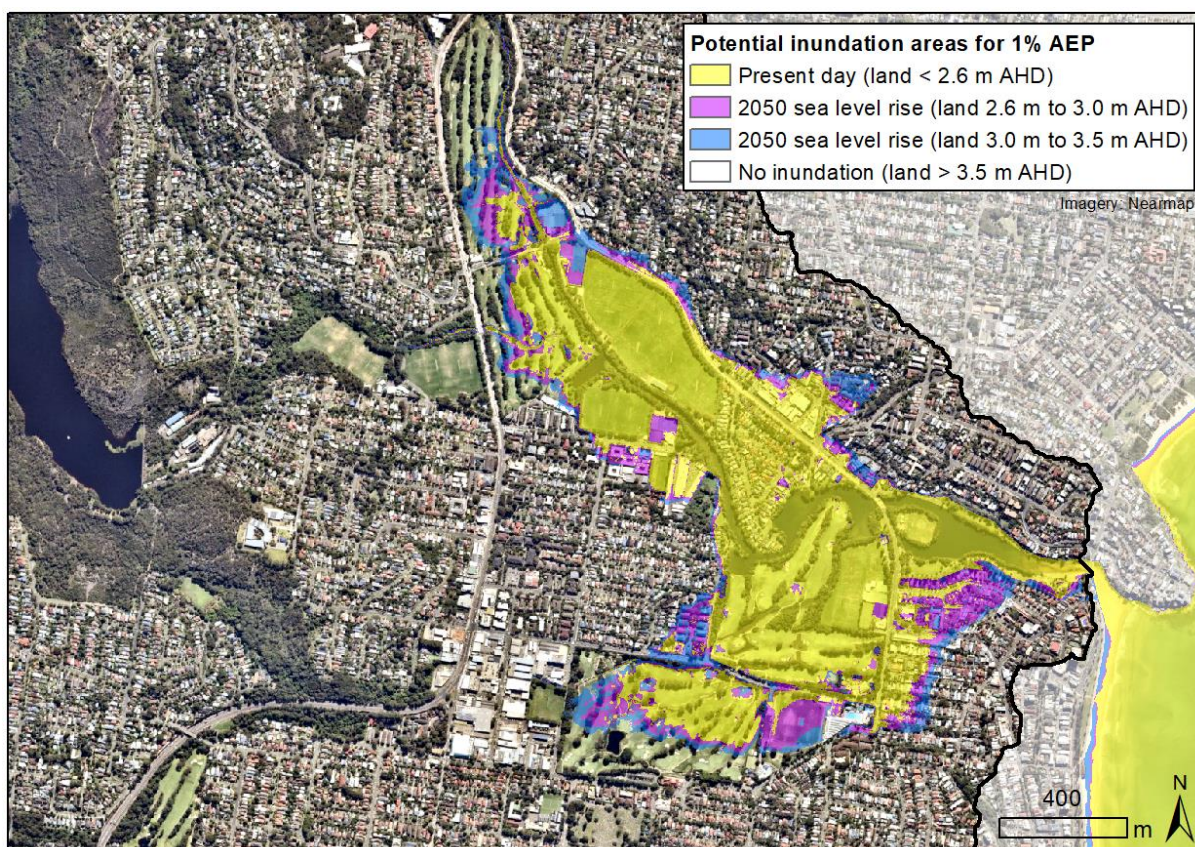 Potential inundation areas for 1% AEP
Present day (land < 2.6 m AHD)
2050 sea level rise (land 2.6 m to 3.0 m AHD)
2050 sea level rise (land 3.0 m to 3.5 m AHD)
No inundation (land > 3.5 m AHD)
Imagery: Nearmap
N
400
m